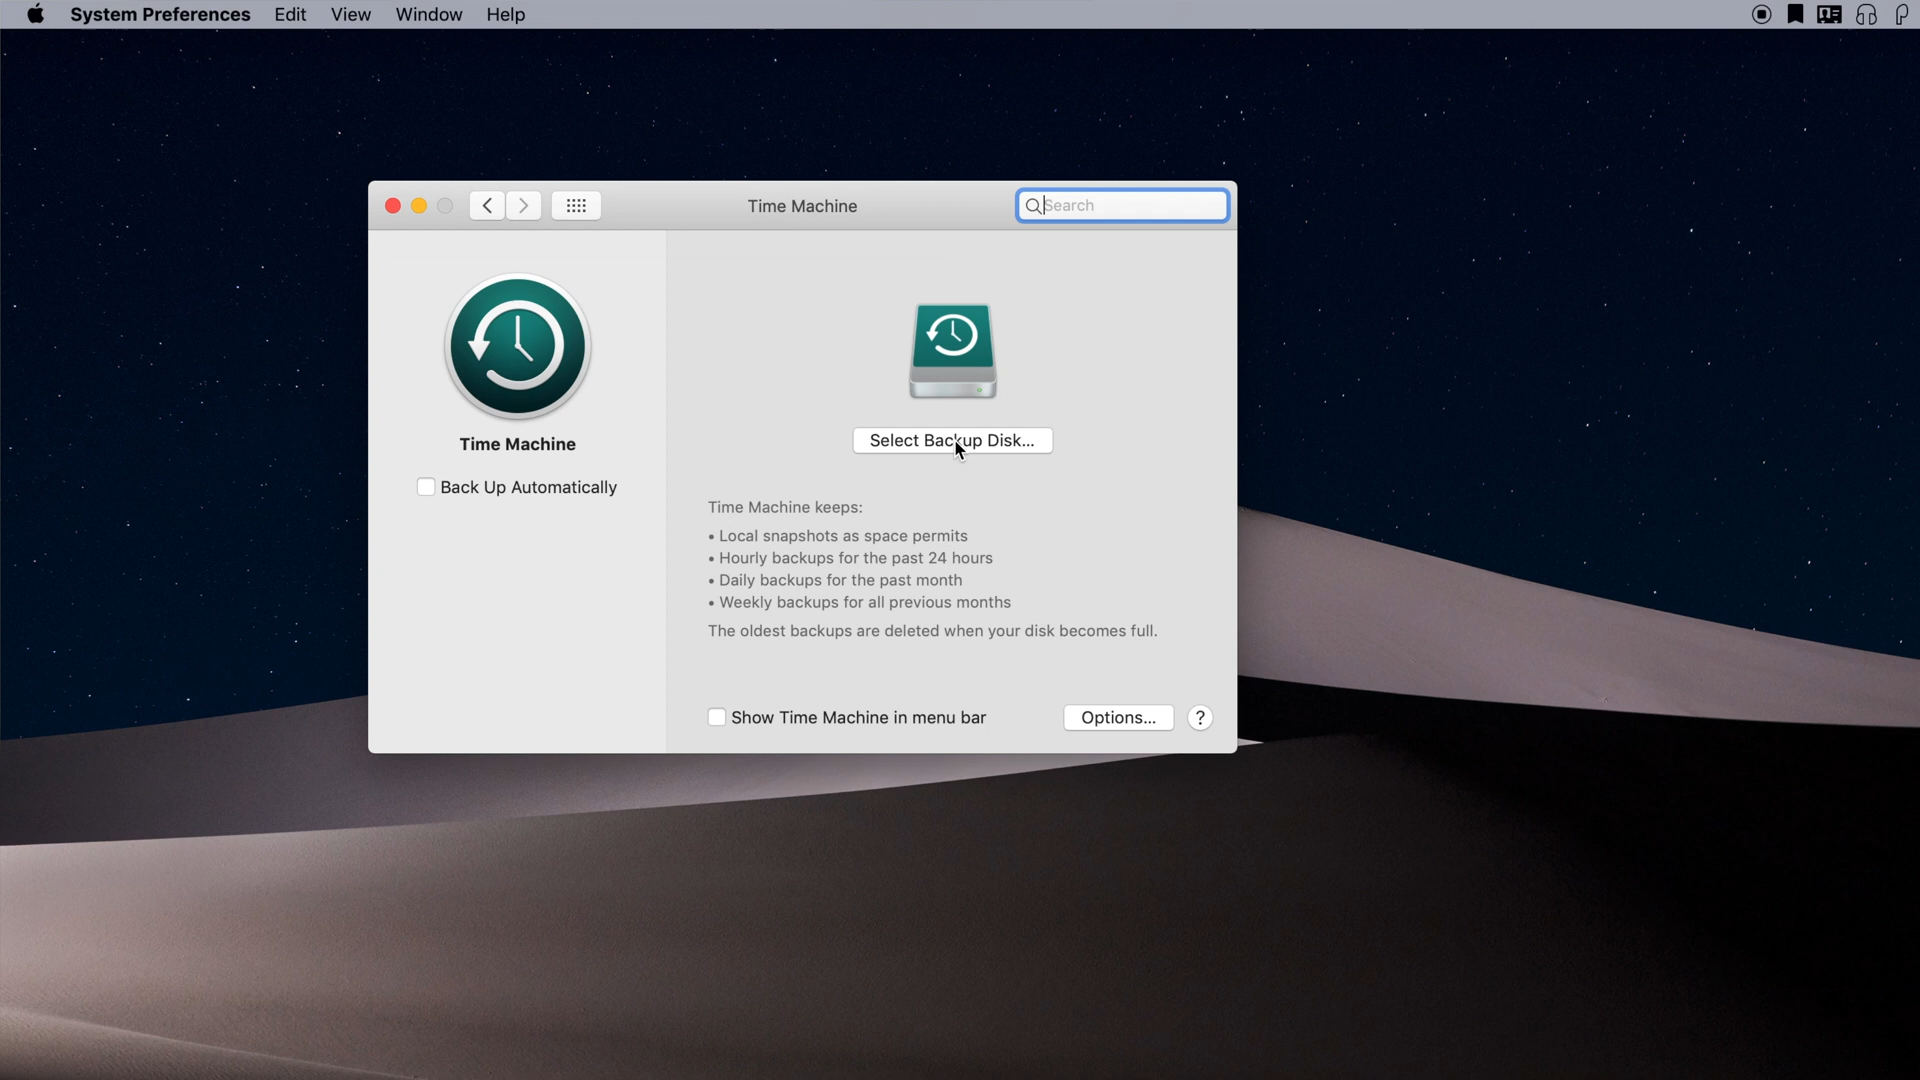 System Preferences Edit View Window Help
Time Machine
Search
Time Machine
Back Up Automatically
Select Backup Disk...
Time Machine keeps:
• Local snapshots as space permits
• Hourly backups for the past 24 hours
• Daily backups for the past month
• Weekly backups for all previous months
The oldest backups are deleted when your disk becomes full.
Show Time Machine in menu bar
Options...
?